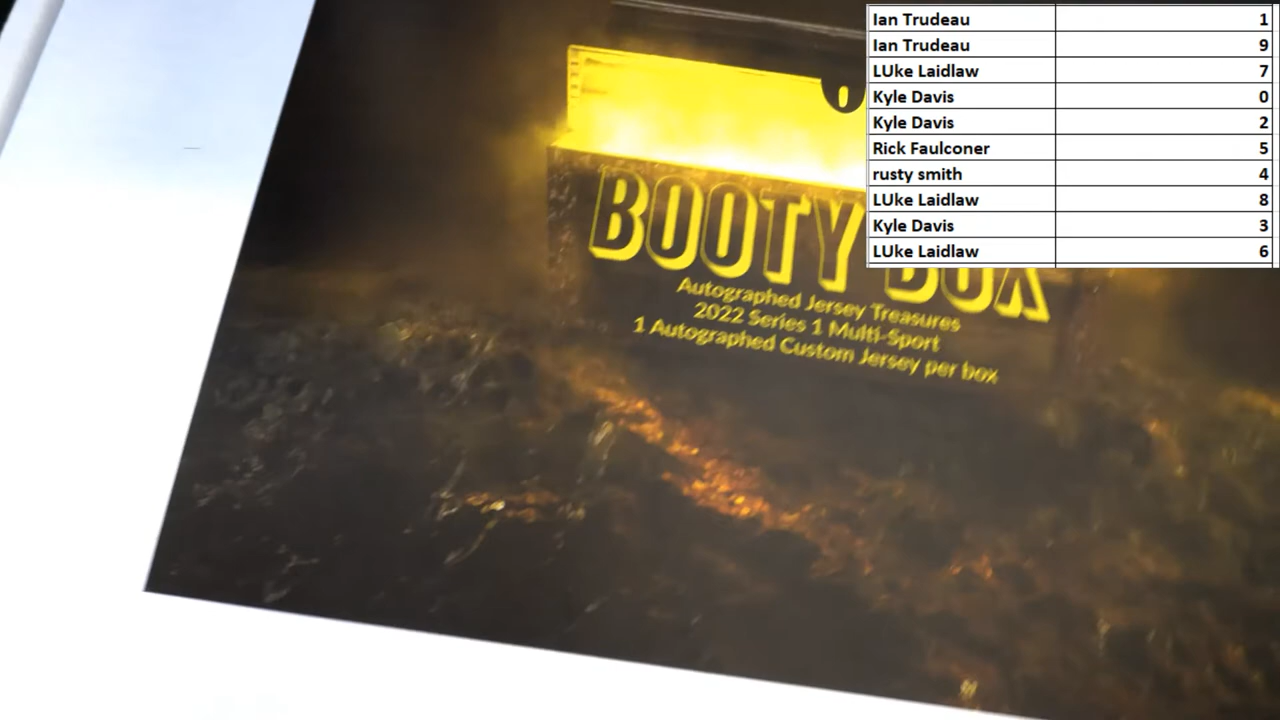 Ian Trudeau 1
Ian Trudeau 9
LUke Laidlaw 7
Kyle Davis 0
Kyle Davis 2
Rick Faulconer 5
rusty smith 4
LUke Laidlaw 8
Kyle Davis 3
LUke Laidlaw 6
BOOTY BOX
Autographed Jersey Treasures
2022 Series 1 Multi-Sport
1 Autographed Custom Jersey per box